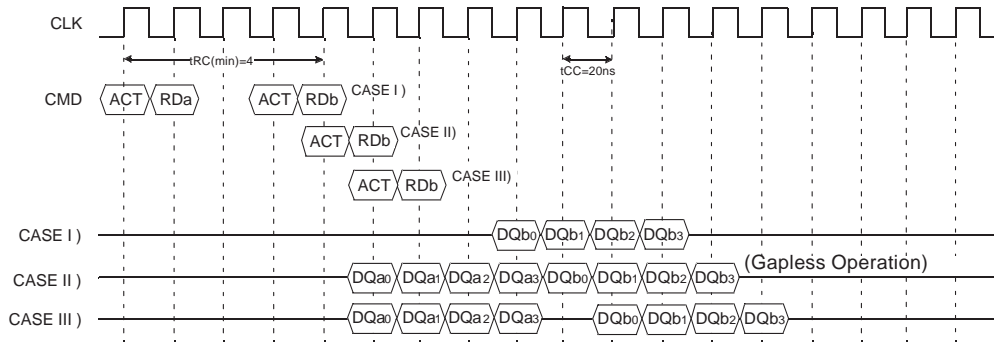 CLK
tRC(min)=4
tCC=20ns
CMD
ACT RDa ACT RDb CASE I )
ACT RDb CASE II)
ACT RDb CASE III)
CASE I ) DQb0 DQb1 DQb2 DQb3
CASE II ) DQa0 DQa1 DQa2 DQa3 DQb0 DQb1 DQb2 DQb3 (Gapless Operation)
CASE III ) DQa0 DQa1 DQa2 DQa3 DQb0 DQb1 DQb2 DQb3